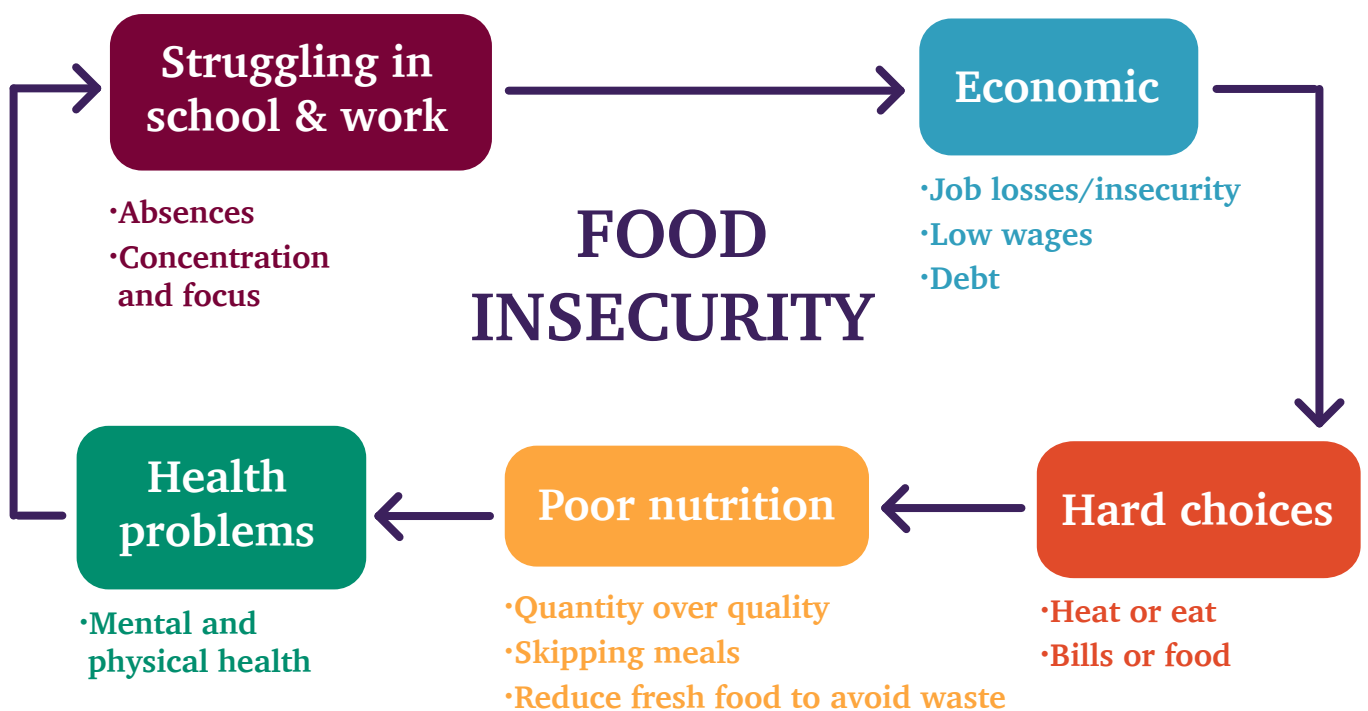 Struggling in
school & work
·Absences
·Concentration
and focus
FOOD
INSECURITY
Economic
·Job losses/insecurity
·Low wages
·Debt
Hard choices
·Heat or eat
·Bills or food
Poor nutrition
·Quantity over quality
·Skipping meals
·Reduce fresh food to avoid waste
Health
problems
·Mental and
physical health